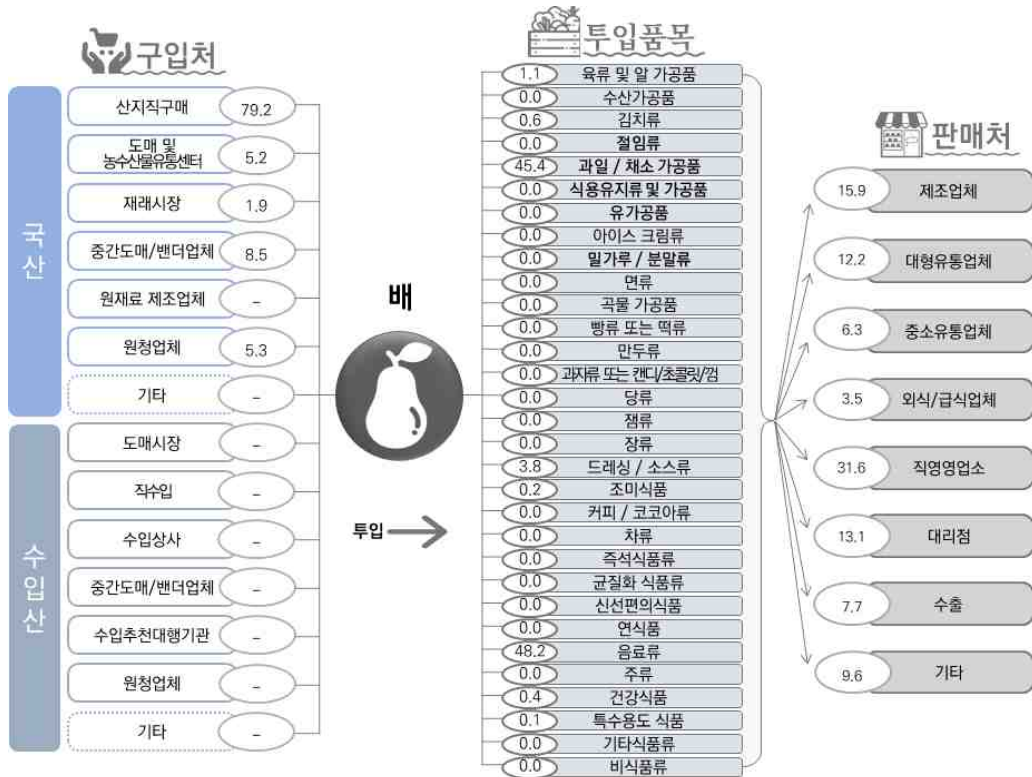 구입처
국산
산지직구매 79.2
도매 및
농수산물유통센터 5.2
재래시장 1.9
중간도매/밴더업체 8.5
원재료 제조업체 -
원청업체 5.3
기타 -
수입산
도매시장 -
직수입 -
수입상사 -
중간도매/밴더업체 -
수입추천대행기관 -
원청업체 -
기타 -
배
투입
투입품목
1.1 육류 및 알 가공품
0.0 수산가공품
0.6 김치류
0.0 절임류
45.4 과일 / 채소 가공품
0.0 식용유지류 및 가공품
0.0 유가공품
0.0 아이스 크림류
0.0 밀가루 / 분말류
0.0 면류
0.0 곡물 가공품
0.0 빵류 또는 떡류
0.0 만두류
0.0 과자류 또는 캔디/초콜릿/껌
0.0 당류
0.0 잼류
0.0 장류
3.8 드레싱 / 소스류
0.2 조미식품
0.0 커피 / 코코아류
0.0 차류
0.0 즉석식품류
0.0 균질화 식품류
0.0 신선편의식품
0.0 연식품
48.2 음료류
0.0 주류
0.4 건강식품
0.1 특수용도 식품
0.0 기타식품류
0.0 비식품류
판매처
15.9 제조업체
12.2 대형유통업체
6.3 중소유통업체
3.5 외식/급식업체
31.6 직영영업소
13.1 대리점
7.7 수출
9.6 기타